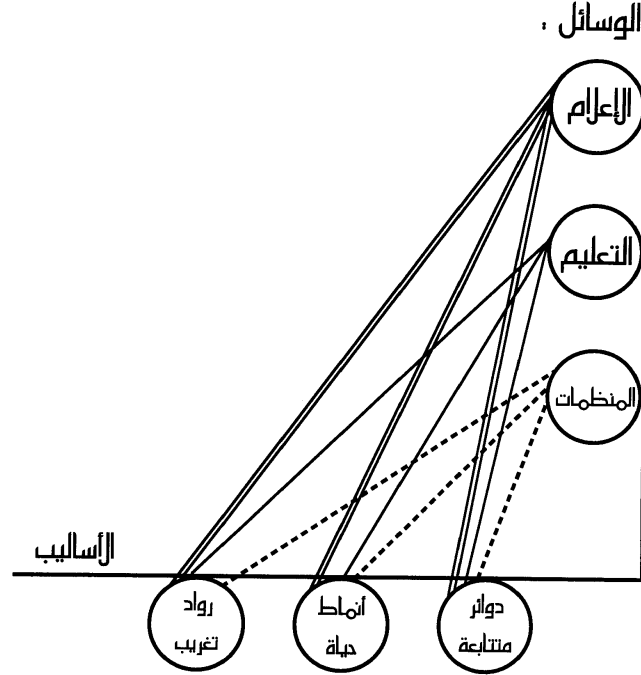 الوسائل :
الإعلام
التعليم
المنظمات
الأساليب
دوائر
متتابعة
أنماط
حياة
رواد
تغريب